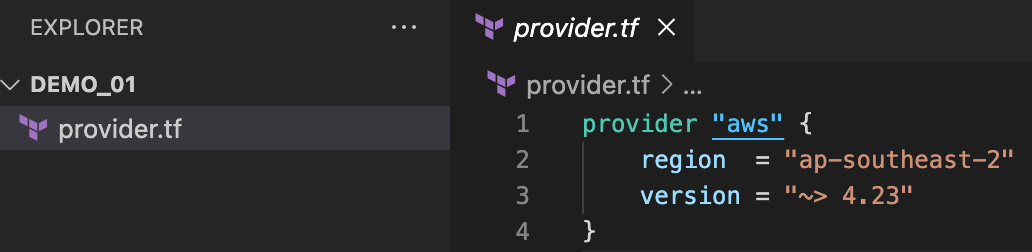 EXPLORER ...
DEMO_01
provider.tf
provider.tf
provider.tf > ...
1 provider "aws" {
2 region = "ap-southeast-2"
3 version = "~> 4.23"
4 }